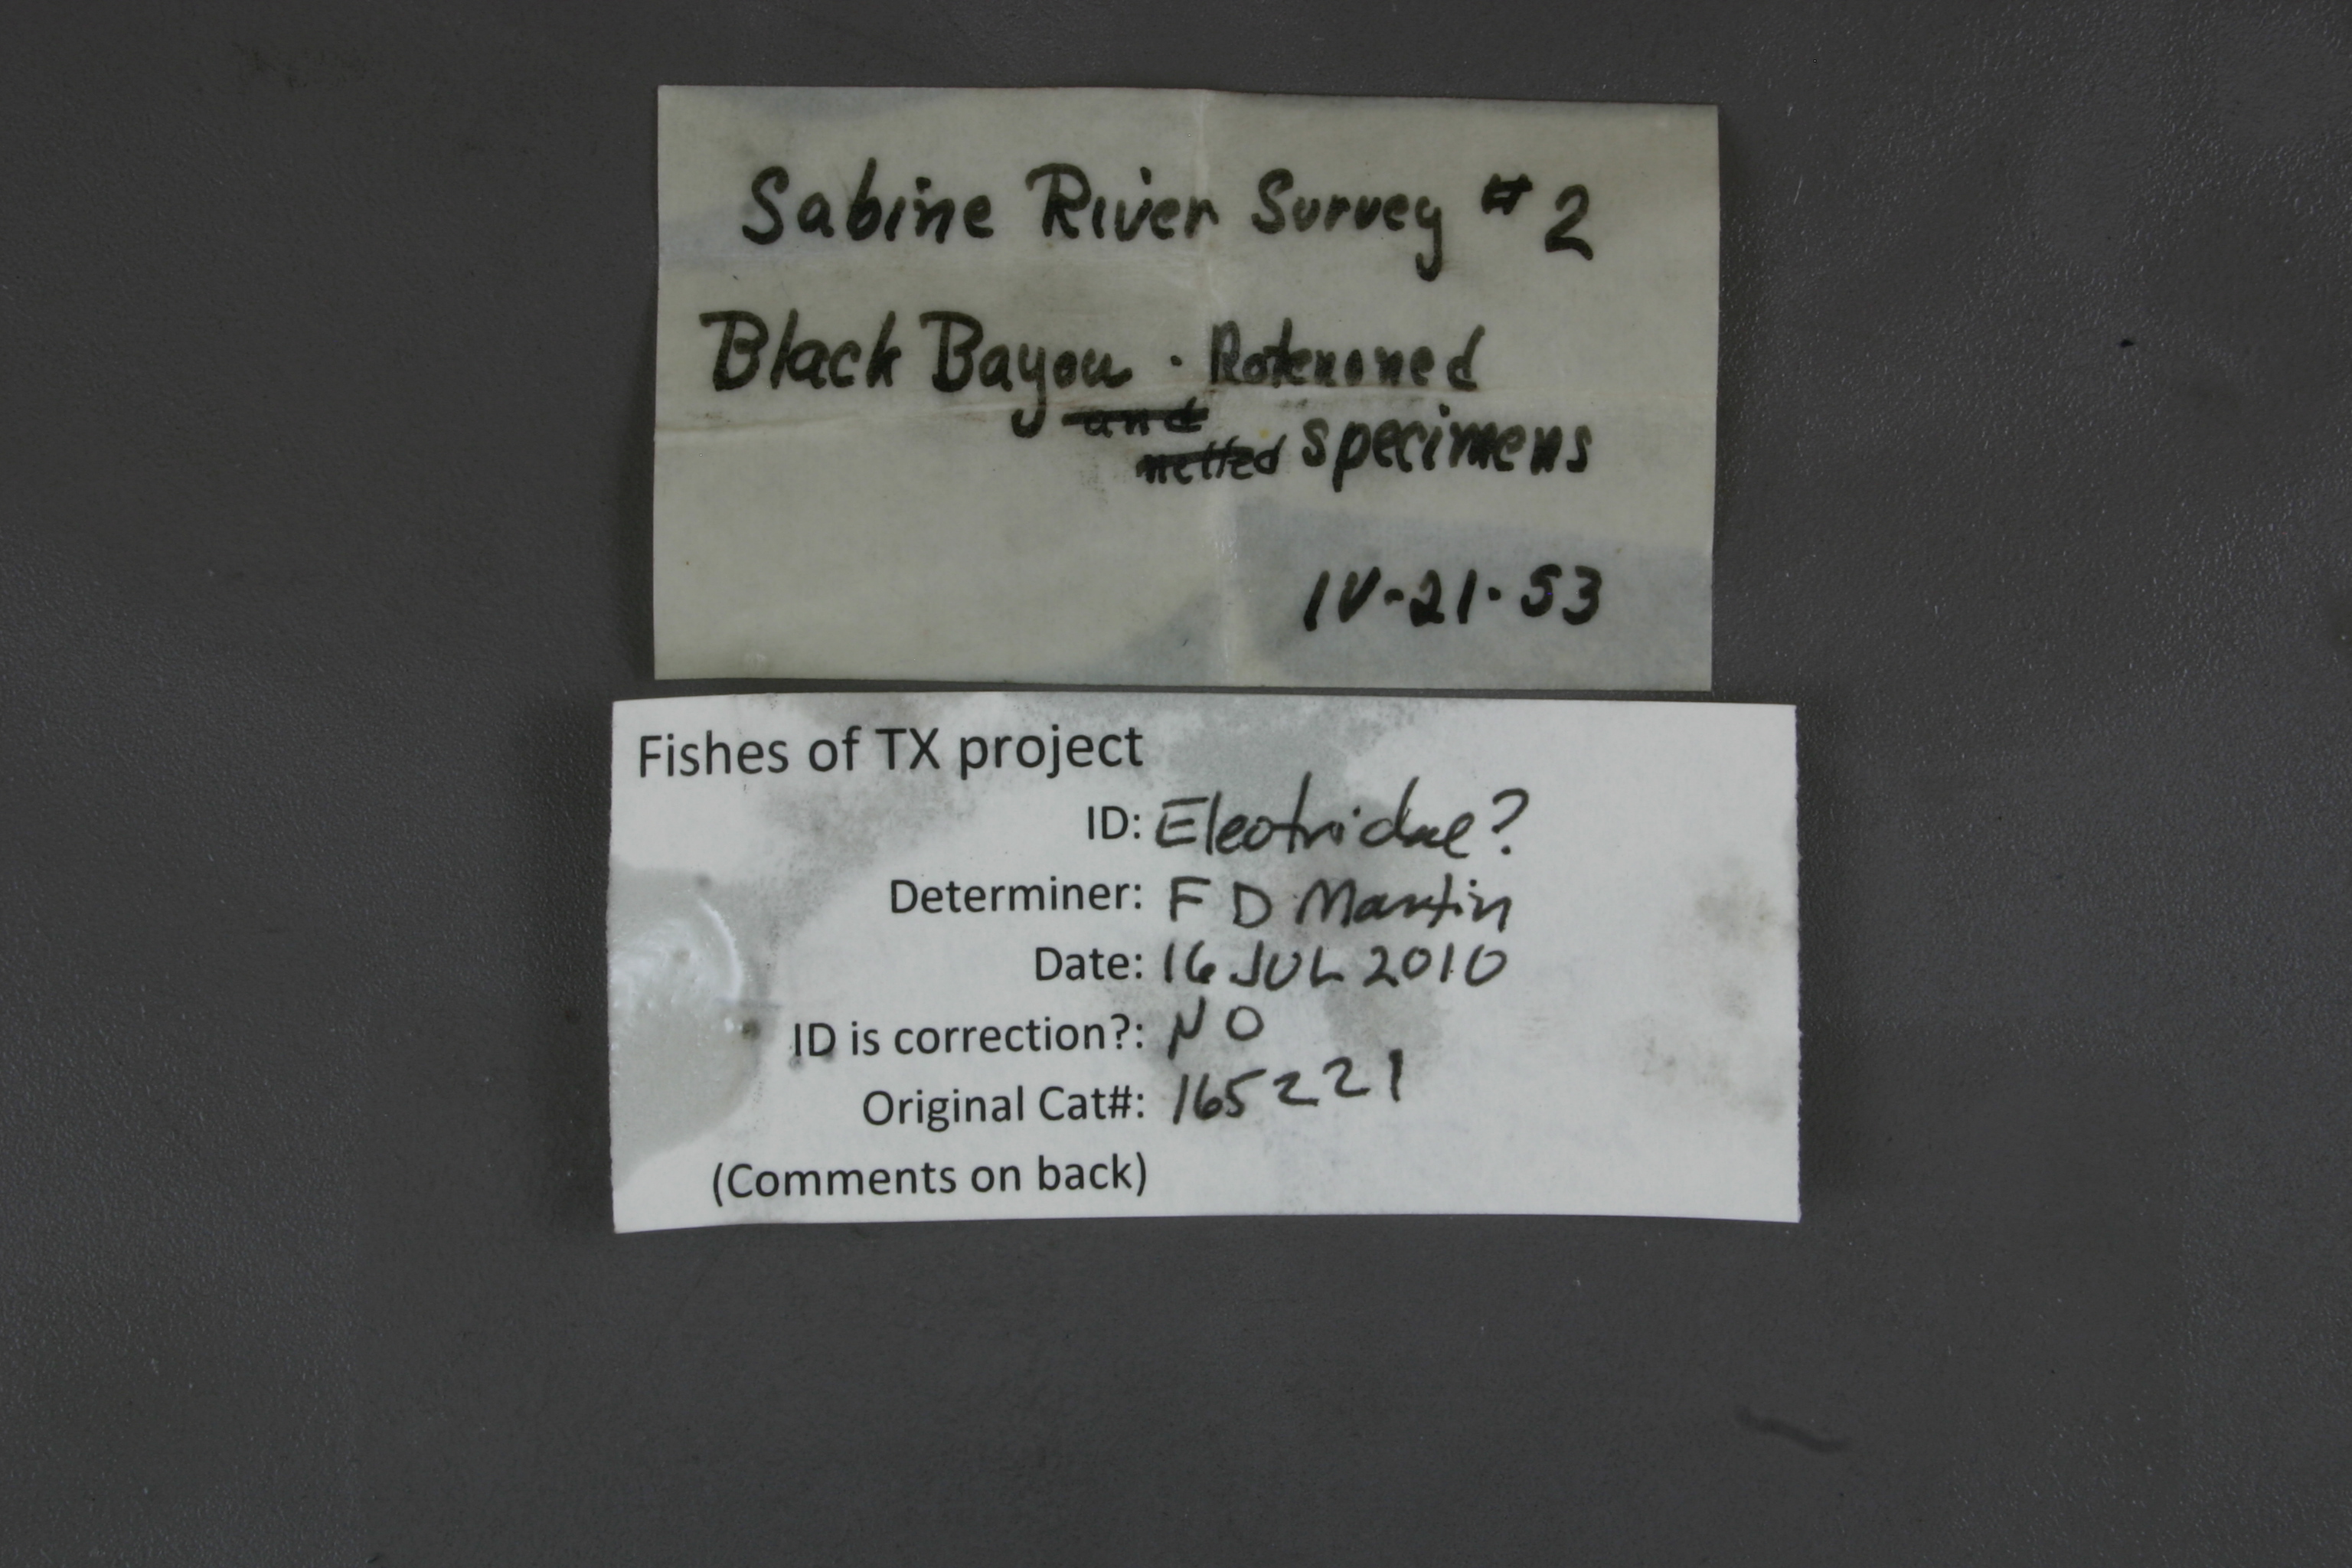 Sabine River Survey # 2
Black Bayou · Rotenoned
and
netted specimens
IV-21-53
Fishes of TX project
ID: Eleotridae?
Determiner: F D Martin
Date: 16 JUL 2010
ID is correction?: NO
Original Cat#: 165221
(Comments on back)